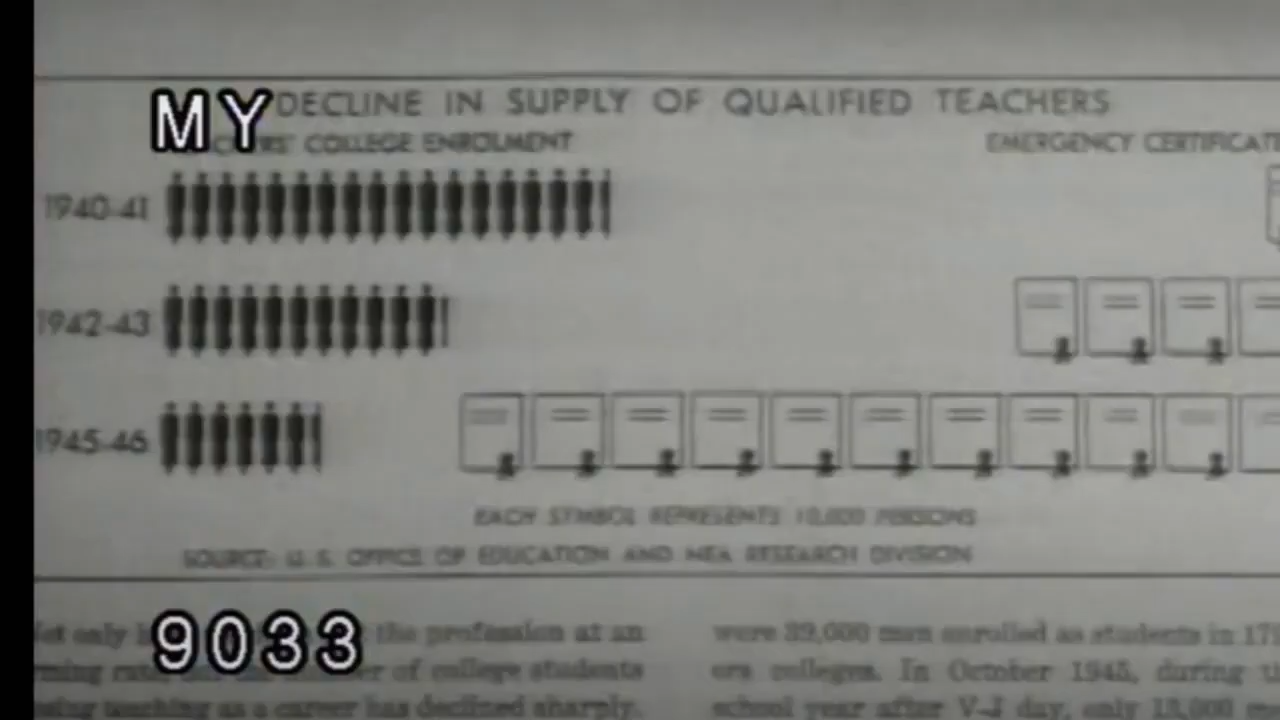 MY
DECLINE IN SUPPLY OF QUALIFIED TEACHERS
COLLEGE ENROLMENT
EMERGENCY
1940-41
1942-43
1945-46
EACH SYMBOL REPRESENTS 10,000 PERSONS
SOURCE: U. S. OFFICE OF EDUCATION AND NEA RESEARCH DIVISION
9033
only
the profession at an
of college students
teaching as a career has declined sharply.
were 39,000 men enrolled as students in
colleges. In October 1945, during
school year after V-J day, only 18,000